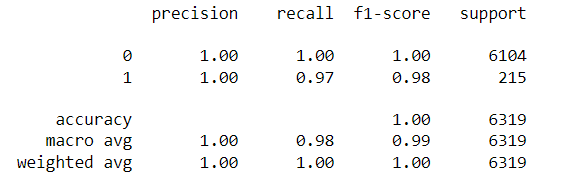 precision recall f1-score support
0 1.00 1.00 1.00 6104
1 1.00 0.97 0.98 215
accuracy 1.00 6319
macro avg 1.00 0.98 0.99 6319
weighted avg 1.00 1.00 1.00 6319